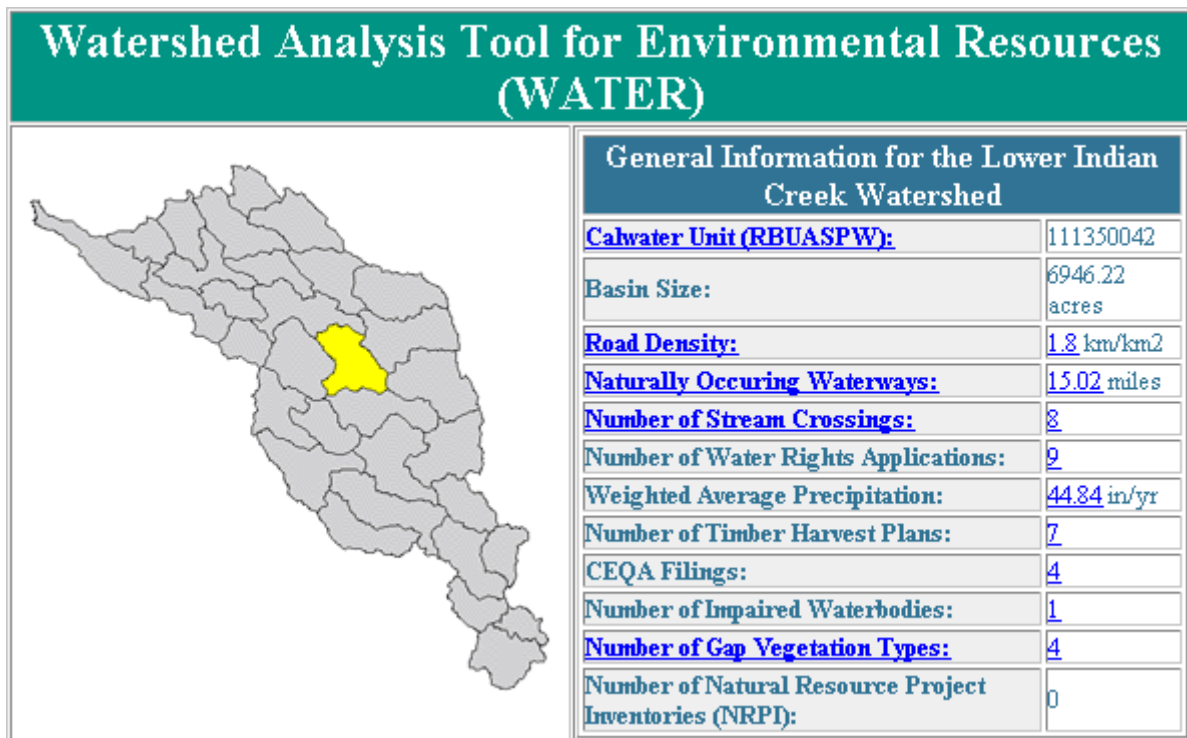 Watershed Analysis Tool for Environmental Resources
(WATER)
General Information for the Lower Indian
Creek Watershed
Calwater Unit (RBUASPW): 111350042
Basin Size: 6946.22
acres
Road Density: 1.8 km/km2
Naturally Occuring Waterways: 15.02 miles
Number of Stream Crossings: 8
Number of Water Rights Applications: 9
Weighted Average Precipitation: 44.84 in/yr
Number of Timber Harvest Plans: 7
CEQA Filings: 4
Number of Impaired Waterbodies: 1
Number of Gap Vegetation Types: 4
Number of Natural Resource Project
Inventories (NRPI): 0